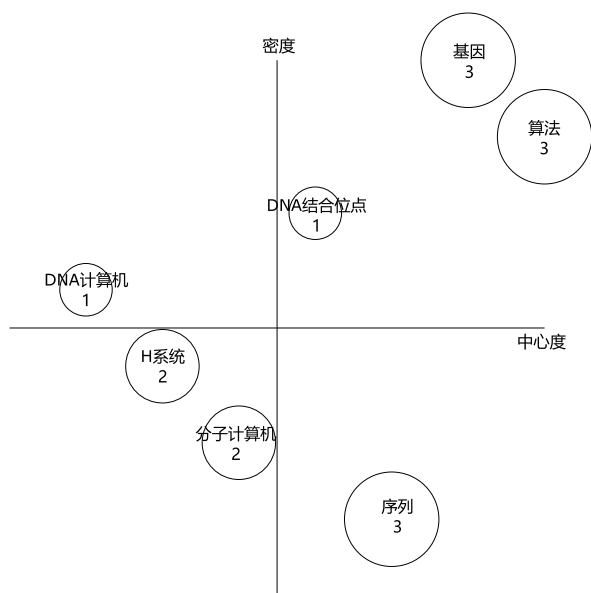 密度
基因
3
算法
3
DNA结合位点
1
DNA计算机
1
中心度
H系统
2
分子计算机
2
序列
3